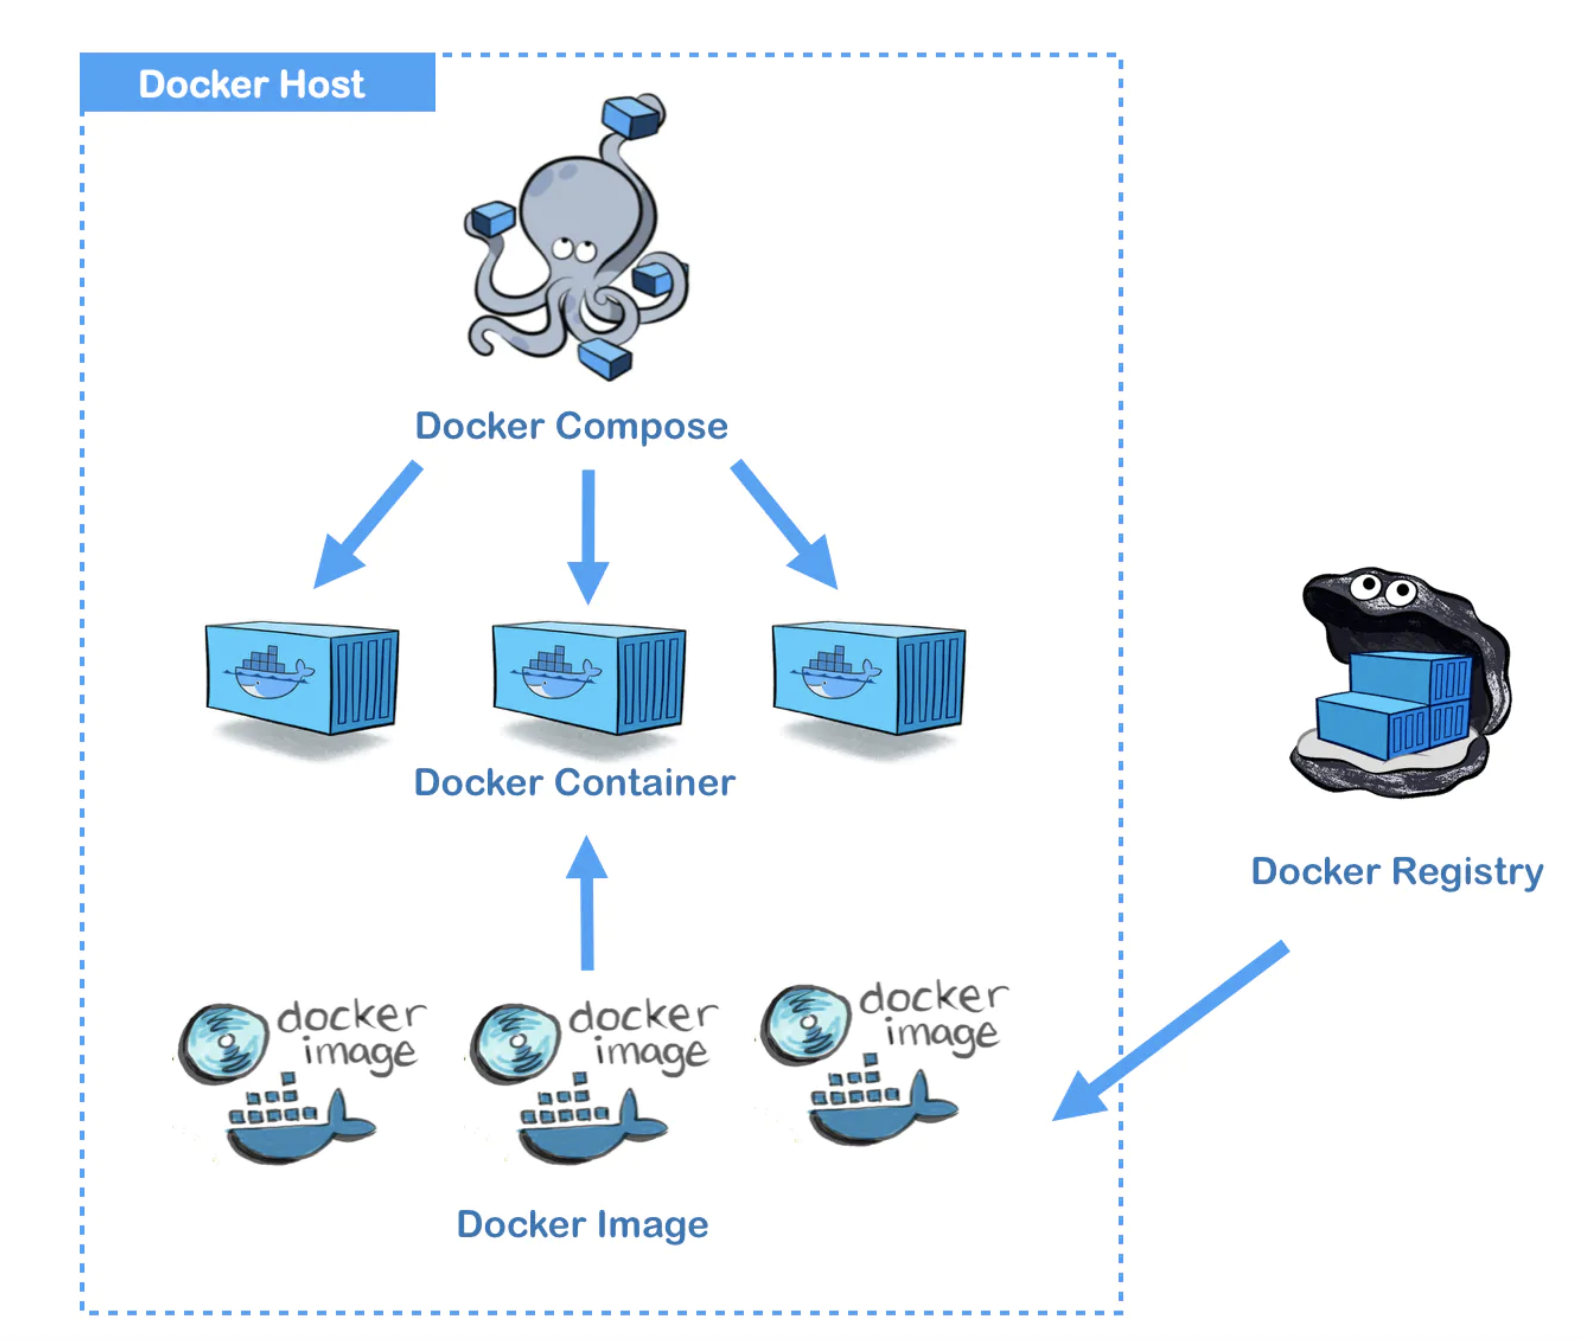 Docker Host
Docker Compose
Docker Container
Docker Registry
docker
image
docker
image
docker
image
Docker Image